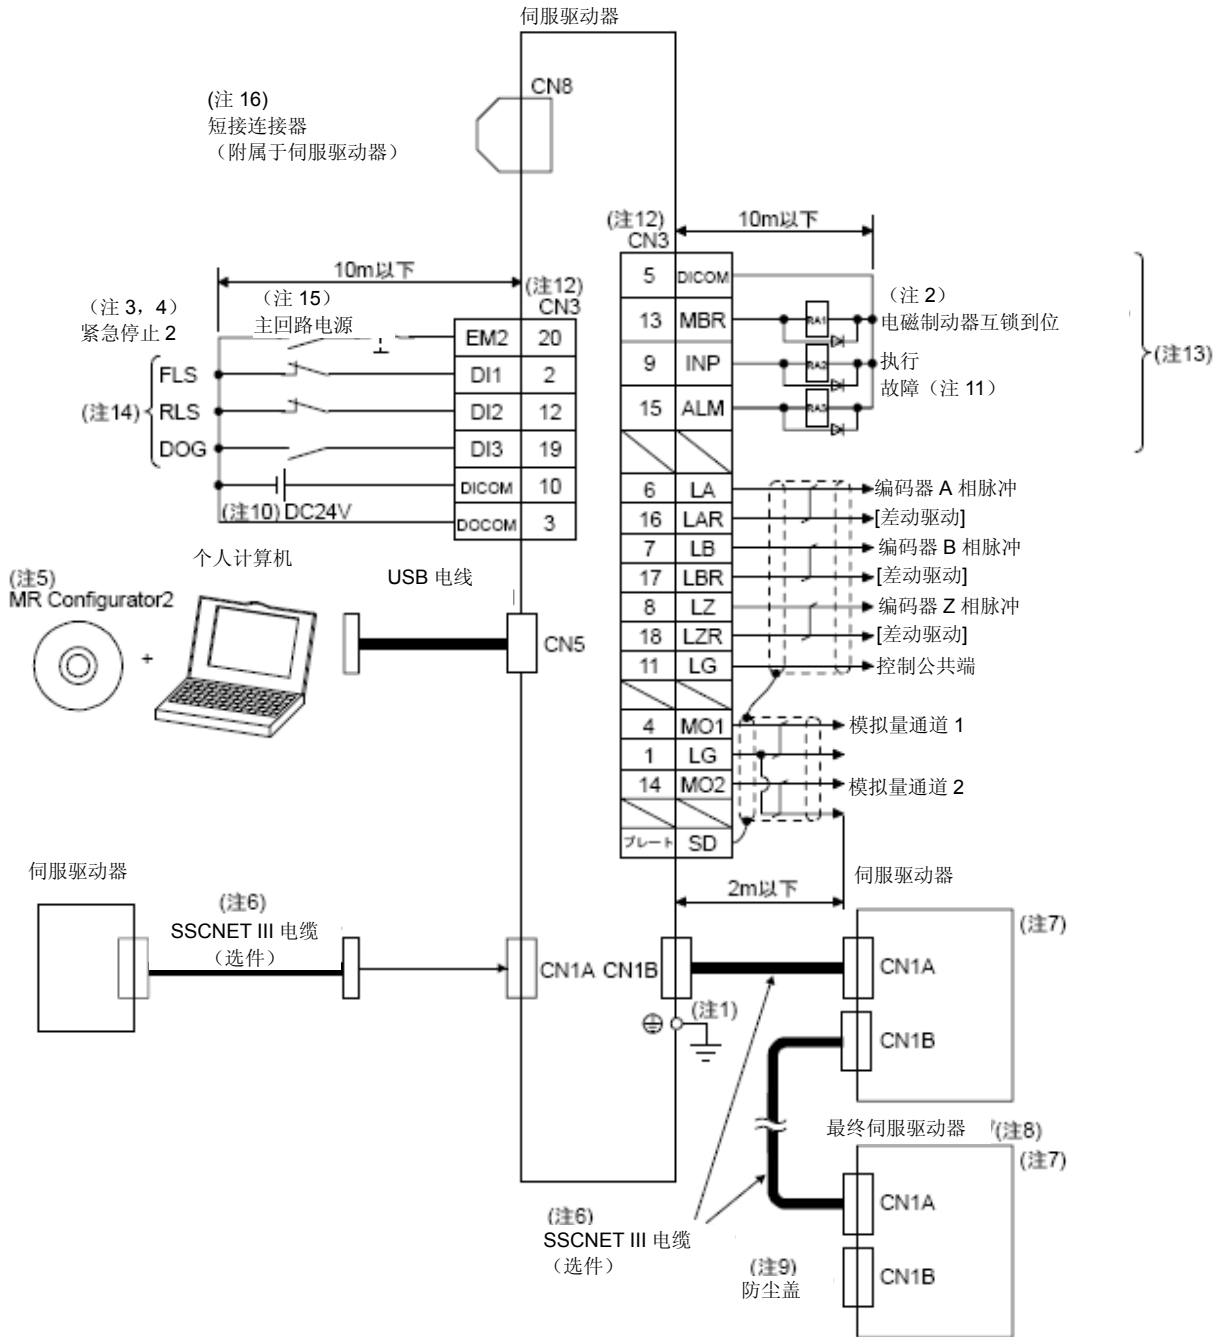 伺服驱动器
CN8
(注 16)
短接连接器
（附属于伺服驱动器）
(注12)
CN3
10m以下
5 DICOM
13 MBR RA1
9 INP RA2
15 ALM RA3
（注 2）
电磁制动器互锁到位
执行
故障（注 11）
(注13)
10m以下
(注12)
CN3
（注 3，4）
紧急停止 2
（注 15）
主回路电源
EM2 20
FLS DI1 2
(注14) RLS DI2 12
DOG DI3 19
DICOM 10
(注10) DC24V
DOCOM 3
6 LA 编码器 A 相脉冲
16 LAR [差动驱动]
7 LB 编码器 B 相脉冲
17 LBR [差动驱动]
8 LZ 编码器 Z 相脉冲
18 LZR [差动驱动]
11 LG 控制公共端
4 MO1 模拟量通道 1
1 LG
14 MO2 模拟量通道 2
プレート SD
个人计算机
(注5)
MR Configurator2
+
USB 电线
CN5
2m以下
伺服驱动器
(注6)
SSCNET III 电缆
（选件）
CN1A CN1B
(注1)
伺服驱动器
(注7)
CN1A
CN1B
最终伺服驱动器 (注8)
(注7)
CN1A
CN1B
(注6)
SSCNET III 电缆
（选件）
(注9)
防尘盖